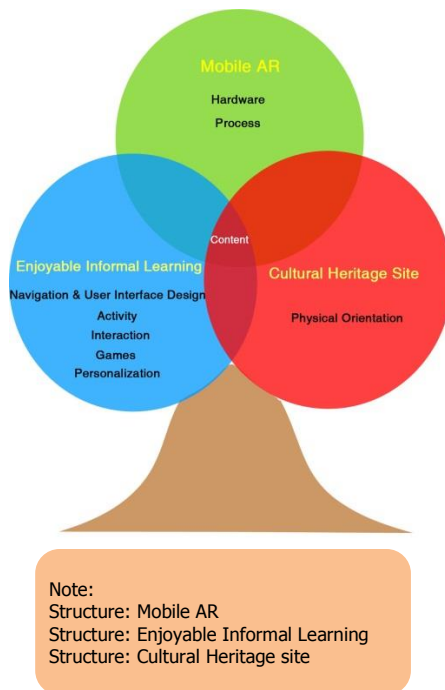 Mobile AR
Hardware
Process
Content
Enjoyable Informal Learning
Navigation & User Interface Design
Activity
Interaction
Games
Personalization
Cultural Heritage Site
Physical Orientation
Note:
Structure: Mobile AR
Structure: Enjoyable Informal Learning
Structure: Cultural Heritage site